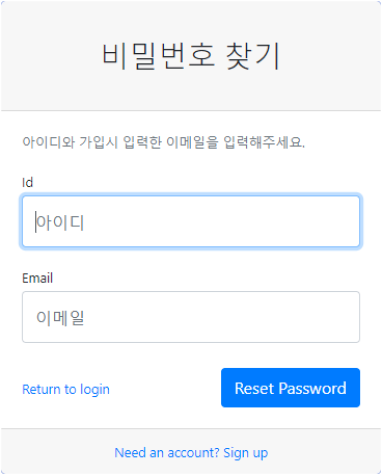 비밀번호 찾기
아이디와 가입시 입력한 이메일을 입력해주세요.
Id
아이디
Email
이메일
Return to login
Reset Password
Need an account? Sign up